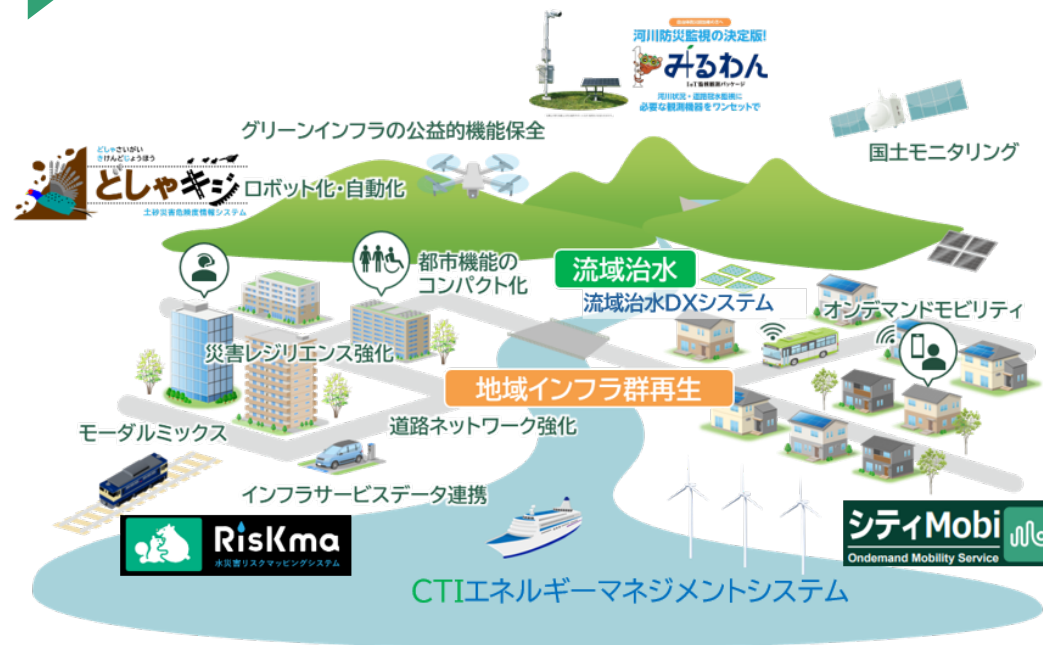 河川防災監視の決定版!
みるわん
IoT監視観測パッケージ
河川状況・道路冠水監視に
必要な観測機器をワンセットで
グリーンインフラの公益的機能保全
国土モニタリング
どしゃさいがい
きけんどじょうほう
どしゃキジ
土砂災害危険度情報システム
ロボット化・自動化
都市機能の
コンパクト化
流域治水
流域治水DXシステム
オンデマンドモビリティ
災害レジリエンス強化
地域インフラ群再生
モーダルミックス
道路ネットワーク強化
インフラサービスデータ連携
RisKma
水災害リスクマッピングシステム
シティMobi
Ondemand Mobility Service
CTIエネルギーマネジメントシステム